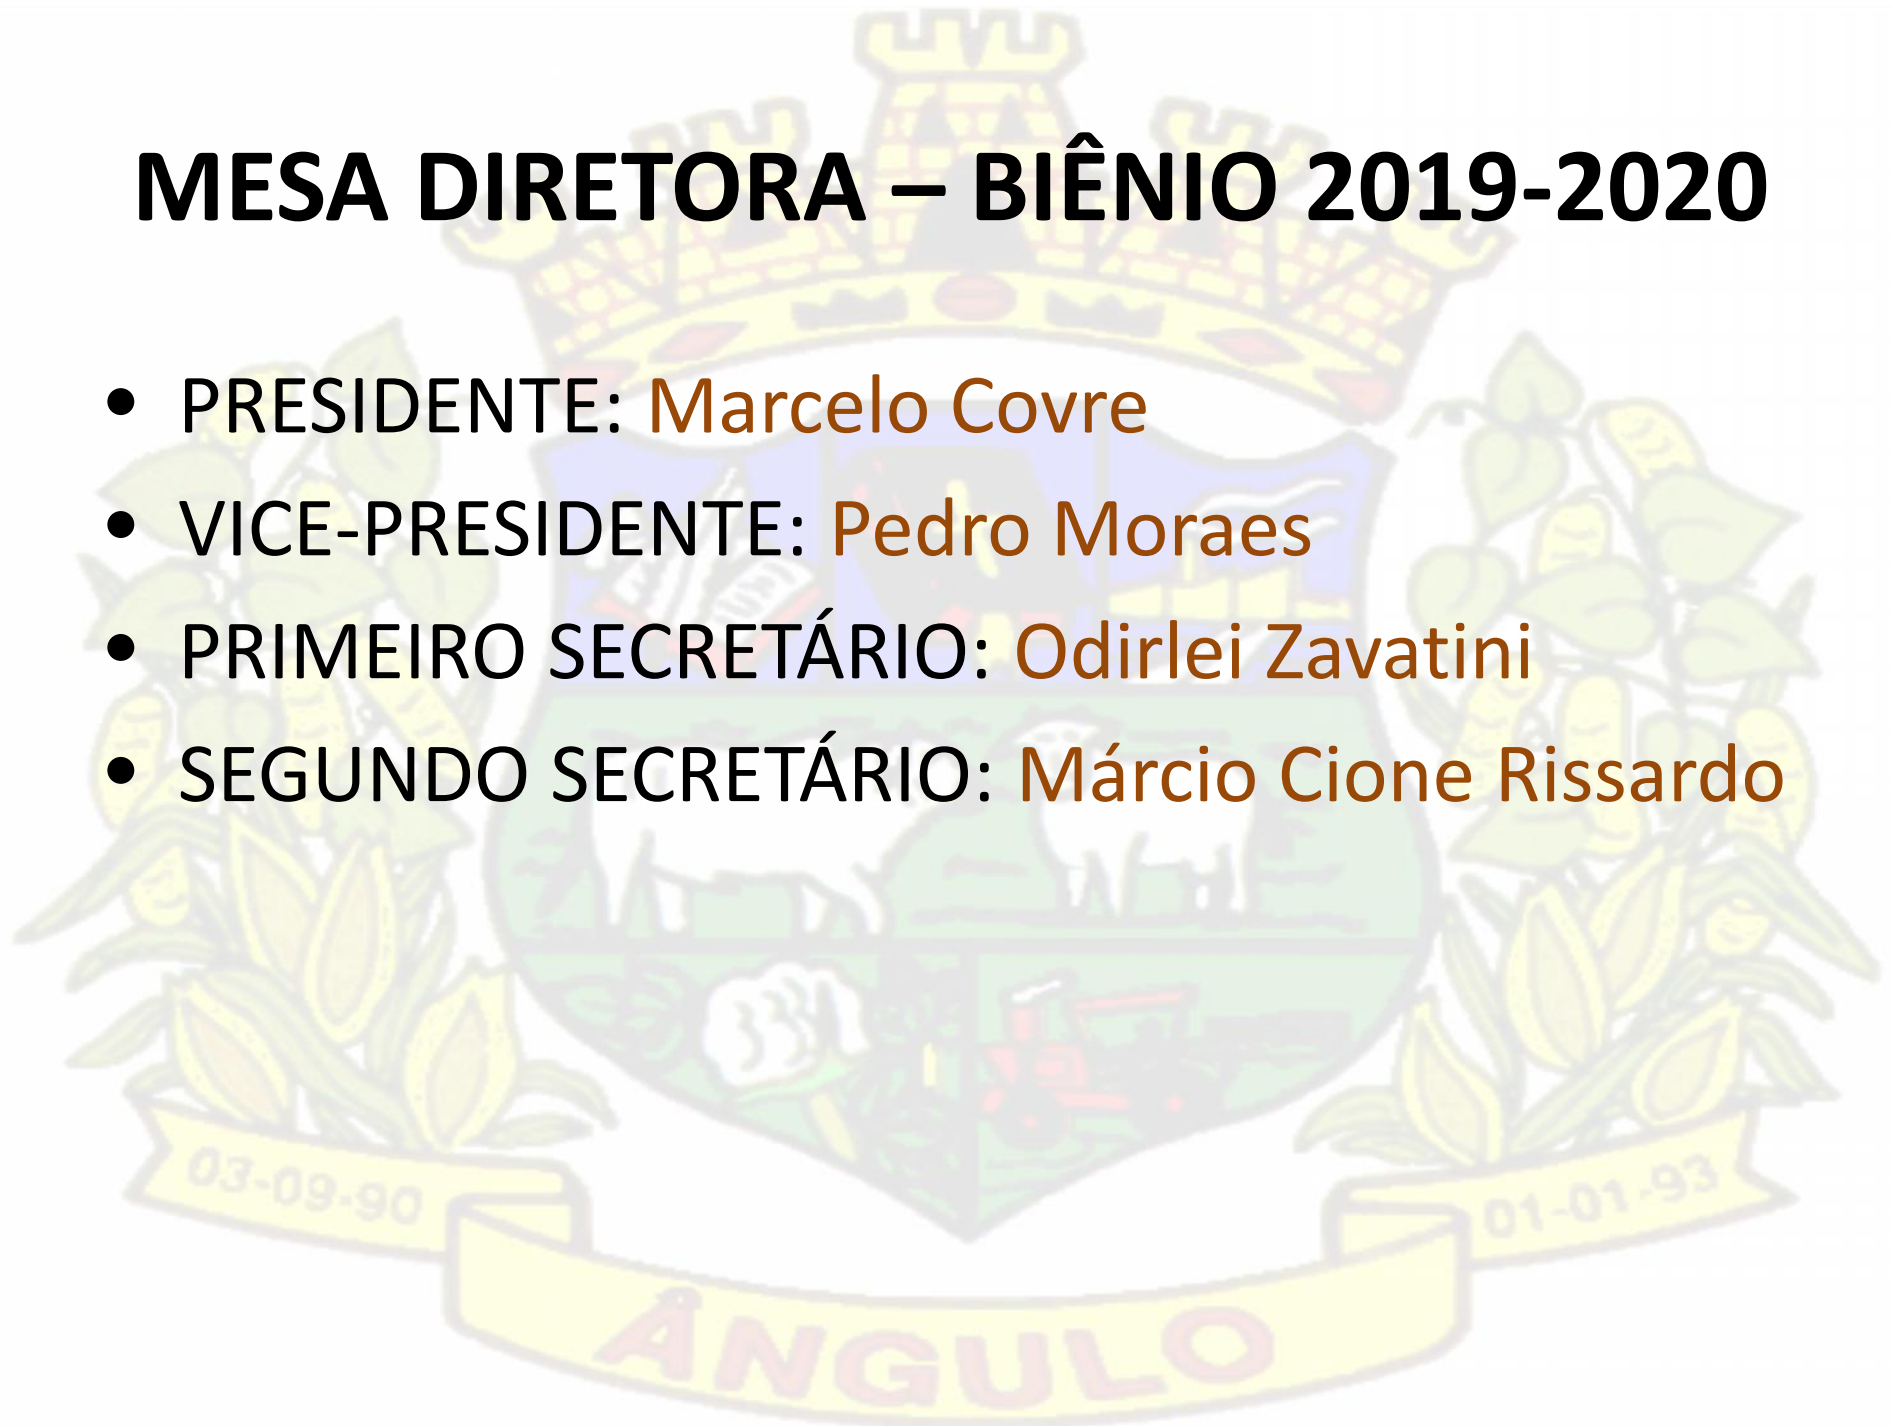 MESA DIRETORA – BIÊNIO 2019-2020
• PRESIDENTE: Marcelo Covre
• VICE-PRESIDENTE: Pedro Moraes
• PRIMEIRO SECRETÁRIO: Odirlei Zavatini
• SEGUNDO SECRETÁRIO: Márcio Cione Rissardo
03-09-90
01-01-93
ÂNGULO